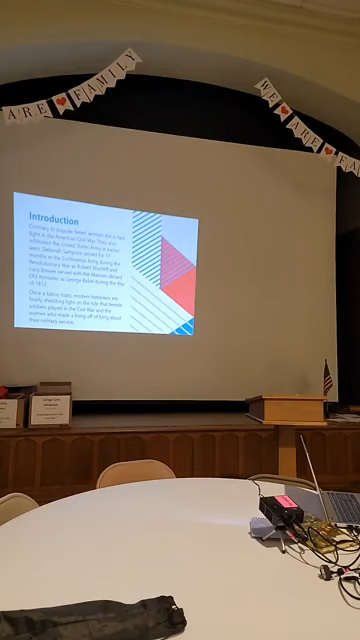 ARE ♥ FAMILY
WE ♥ ARE ♥ FA
Introduction
Contrary to popular belief, women did in fact
fight in the American Civil War. They also
infiltrated the United States Army in earlier
wars. Deborah Sampson served for 17
months in the Continental Army during the
Revolutionary War as Robert Shurtliff and
Lucy Brewer served with the Marines aboard
Old Ironsides as George Baker during the War
of 1812.
Once a taboo topic, modern historians are
finally shedding light on the role that female
soldiers played in the Civil War and the
women who made a living off of lying about
their military service.